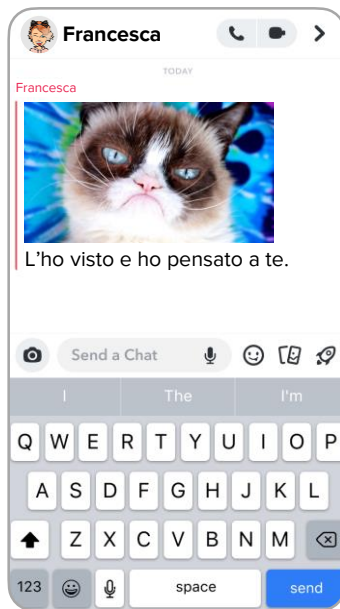 Francesca
TODAY
Francesca
L'ho visto e ho pensato a te.
Send a Chat
I The I'm
Q W E R T Y U I O P
A S D F G H J K L
Z X C V B N M
123 space send